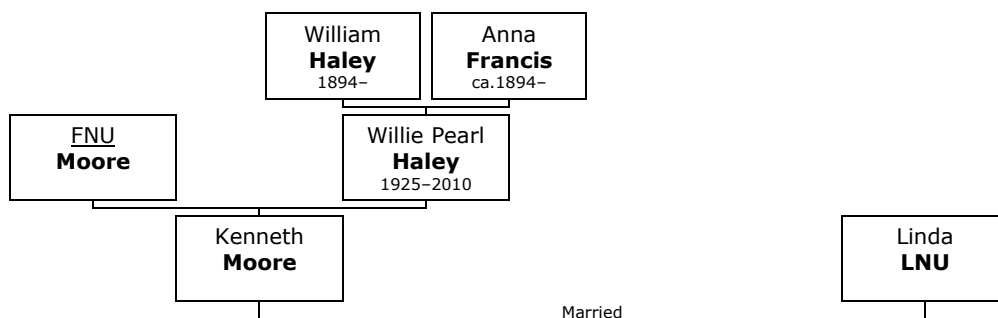 William
Haley
1894–
Anna
Francis
ca.1894–
FNU
Moore
Willie Pearl
Haley
1925–2010
Kenneth
Moore
Linda
LNU
Married